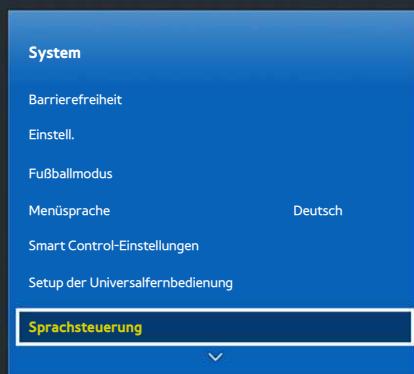 System
Barrierefreiheit
Einstell.
Fußballmodus
Menüsprache Deutsch
Smart Control-Einstellungen
Setup der Universalfernbedienung
Sprachsteuerung